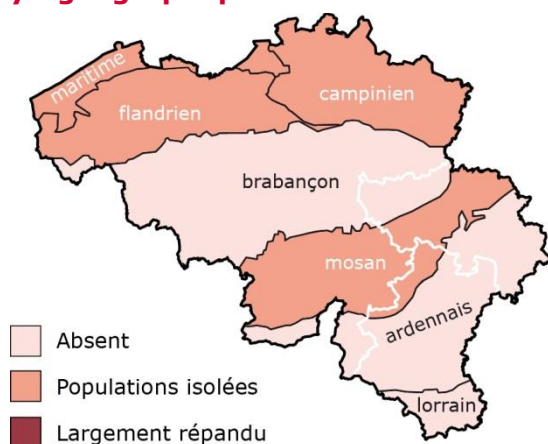 maritime
flandrien
campinien
brabançon
mosan
ardennais
lorrain
Absent
Populations isolées
Largement répandu